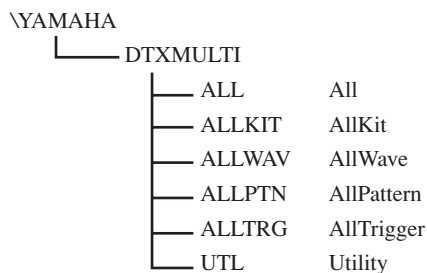 \YAMAHA
DTXMULTI
ALL All
ALLKIT AllKit
ALLWAV AllWave
ALLPTN AllPattern
ALLTRG AllTrigger
UTL Utility